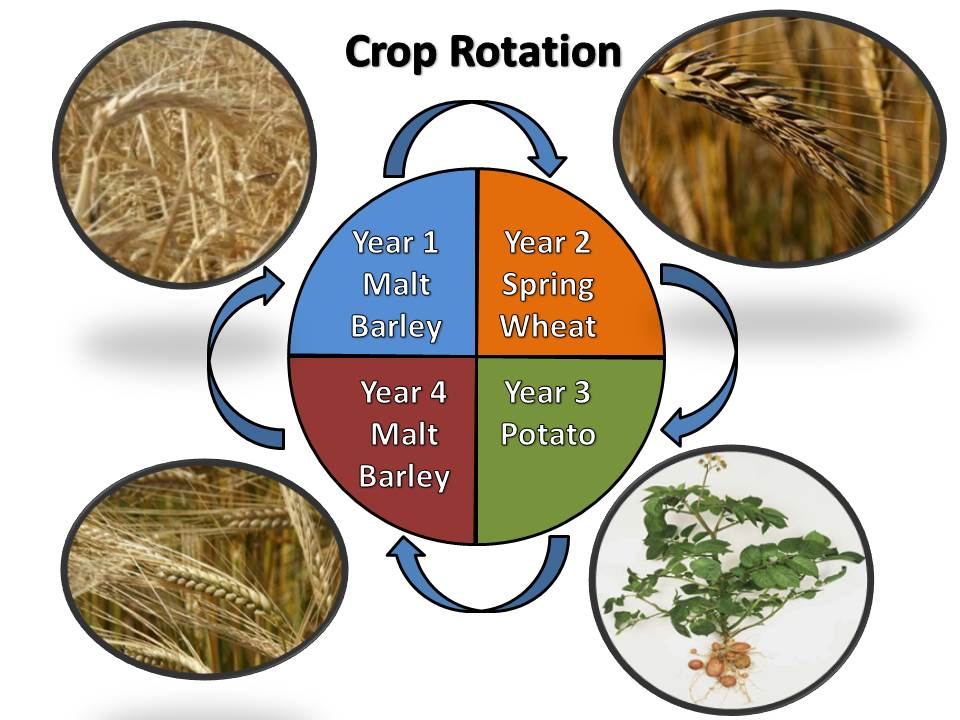 Crop Rotation
Year 1
Malt
Barley
Year 2
Spring
Wheat
Year 4
Malt
Barley
Year 3
Potato